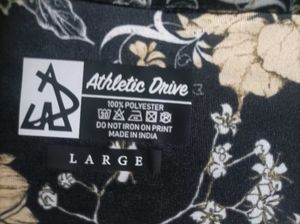 Athletic Drive
100% POLYESTER
DO NOT IRON ON PRINT
MADE IN INDIA
LARGE